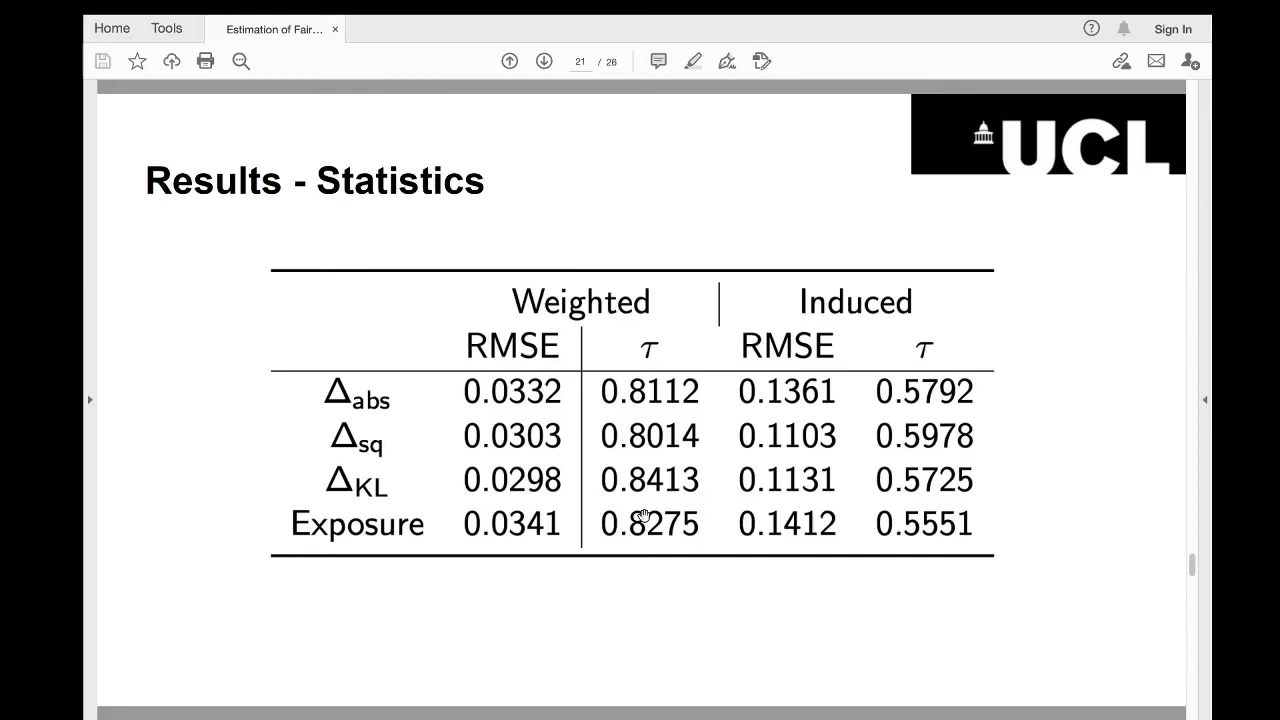 Home Tools Estimation of Fair... × Sign In
21 / 26
UCL
Results - Statistics
Weighted Induced
RMSE τ RMSE τ
Δabs 0.0332 0.8112 0.1361 0.5792
Δsq 0.0303 0.8014 0.1103 0.5978
ΔKL 0.0298 0.8413 0.1131 0.5725
Exposure 0.0341 0.8275 0.1412 0.5551